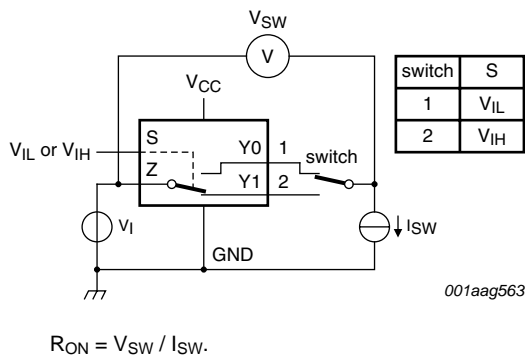 VSW
V
VCC
switch S
1 VIL
2 VIH
S
Y0 1
VIL or VIH
switch
Z
Y1 2
VI
ISW
GND
001aag563
RON = VSW / ISW.